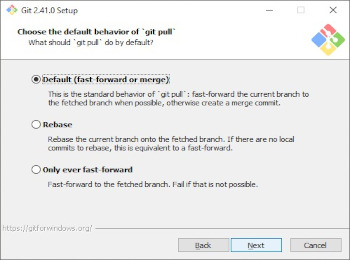 Git 2.41.0 Setup
Choose the default behavior of `git pull`
What should `git pull` do by default?
Default (fast-forward or merge)
This is the standard behavior of `git pull`: fast-forward the current branch to
the fetched branch when possible, otherwise create a merge commit.
Rebase
Rebase the current branch onto the fetched branch. If there are no local
commits to rebase, this is equivalent to a fast-forward.
Only ever fast-forward
Fast-forward to the fetched branch. Fail if that is not possible.
https://gitforwindows.org/
Back
Next
Cancel